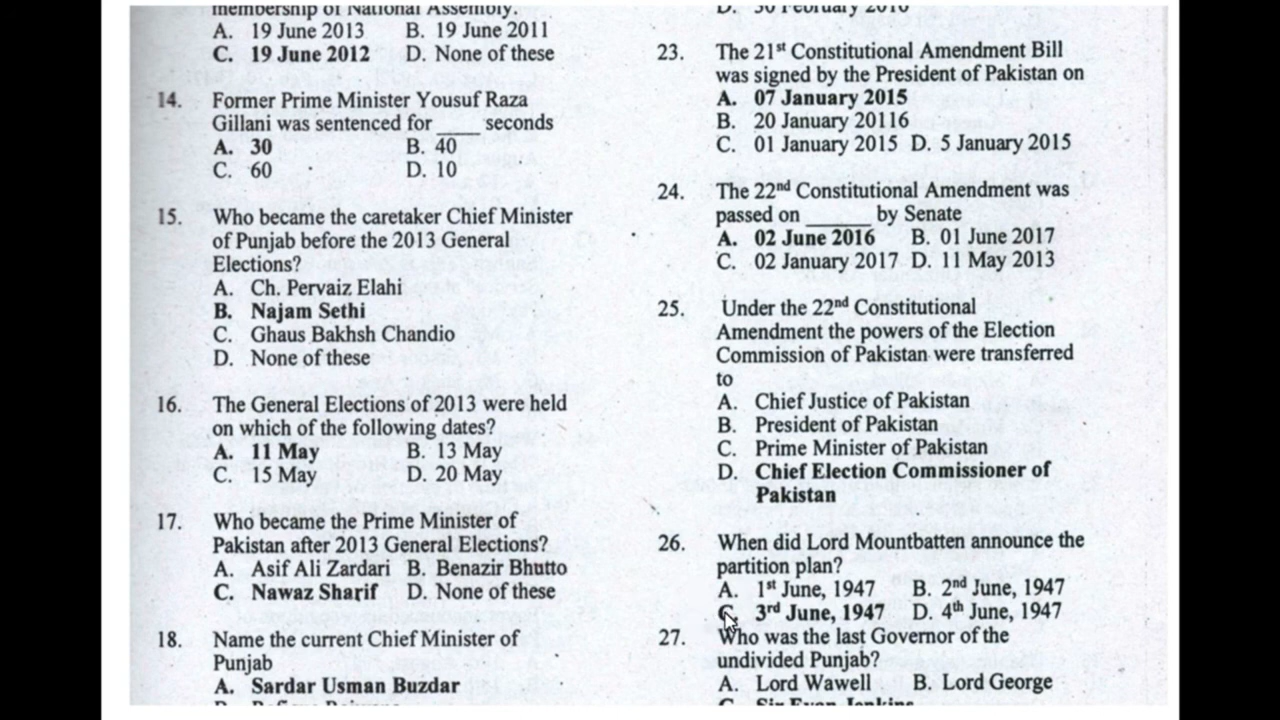 membership of National Assembly.
A. 19 June 2013 B. 19 June 2011
C. 19 June 2012 D. None of these
14. Former Prime Minister Yousuf Raza
Gillani was sentenced for ____ seconds
A. 30 B. 40
C. 60 D. 10
15. Who became the caretaker Chief Minister
of Punjab before the 2013 General
Elections?
A. Ch. Pervaiz Elahi
B. Najam Sethi
C. Ghaus Bakhsh Chandio
D. None of these
16. The General Elections of 2013 were held
on which of the following dates?
A. 11 May B. 13 May
C. 15 May D. 20 May
17. Who became the Prime Minister of
Pakistan after 2013 General Elections?
A. Asif Ali Zardari B. Benazir Bhutto
C. Nawaz Sharif D. None of these
18. Name the current Chief Minister of
Punjab
A. Sardar Usman Buzdar
D. 30 February 2016
23. The 21st Constitutional Amendment Bill
was signed by the President of Pakistan on
A. 07 January 2015
B. 20 January 20116
C. 01 January 2015 D. 5 January 2015
24. The 22nd Constitutional Amendment was
passed on ______ by Senate
A. 02 June 2016 B. 01 June 2017
C. 02 January 2017 D. 11 May 2013
25. Under the 22nd Constitutional
Amendment the powers of the Election
Commission of Pakistan were transferred
to
A. Chief Justice of Pakistan
B. President of Pakistan
C. Prime Minister of Pakistan
D. Chief Election Commissioner of
Pakistan
26. When did Lord Mountbatten announce the
partition plan?
A. 1st June, 1947 B. 2nd June, 1947
C. 3rd June, 1947 D. 4th June, 1947
27. Who was the last Governor of the
undivided Punjab?
A. Lord Wawell B. Lord George
C. Sir Evan Jenkins